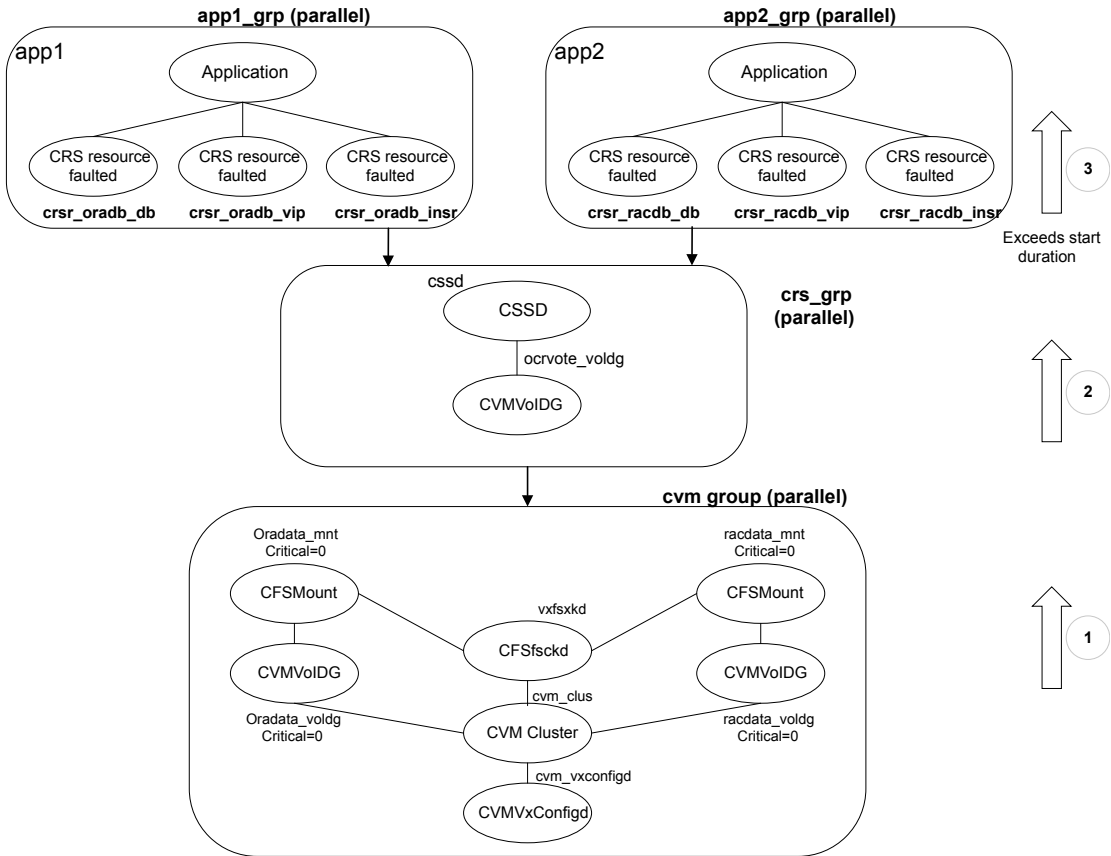 app1_grp (parallel)
app2_grp (parallel)
app1
Application
CRS resource
faulted
CRS resource
faulted
CRS resource
faulted
crsr_oradb_db
crsr_oradb_vip
crsr_oradb_insr
app2
Application
CRS resource
faulted
CRS resource
faulted
CRS resource
faulted
crsr_racdb_db
crsr_racdb_vip
crsr_racdb_insr
3
Exceeds start
duration
cssd
CSSD
ocrvote_voldg
CVMVolDG
crs_grp
(parallel)
2
cvm group (parallel)
Oradata_mnt
Critical=0
CFSMount
racdata_mnt
Critical=0
CFSMount
vxfsxkd
CFSfsckd
1
CVMVolDG
CVMVolDG
cvm_clus
Oradata_voldg
Critical=0
CVM Cluster
racdata_voldg
Critical=0
cvm_vxconfigd
CVMVxConfigd